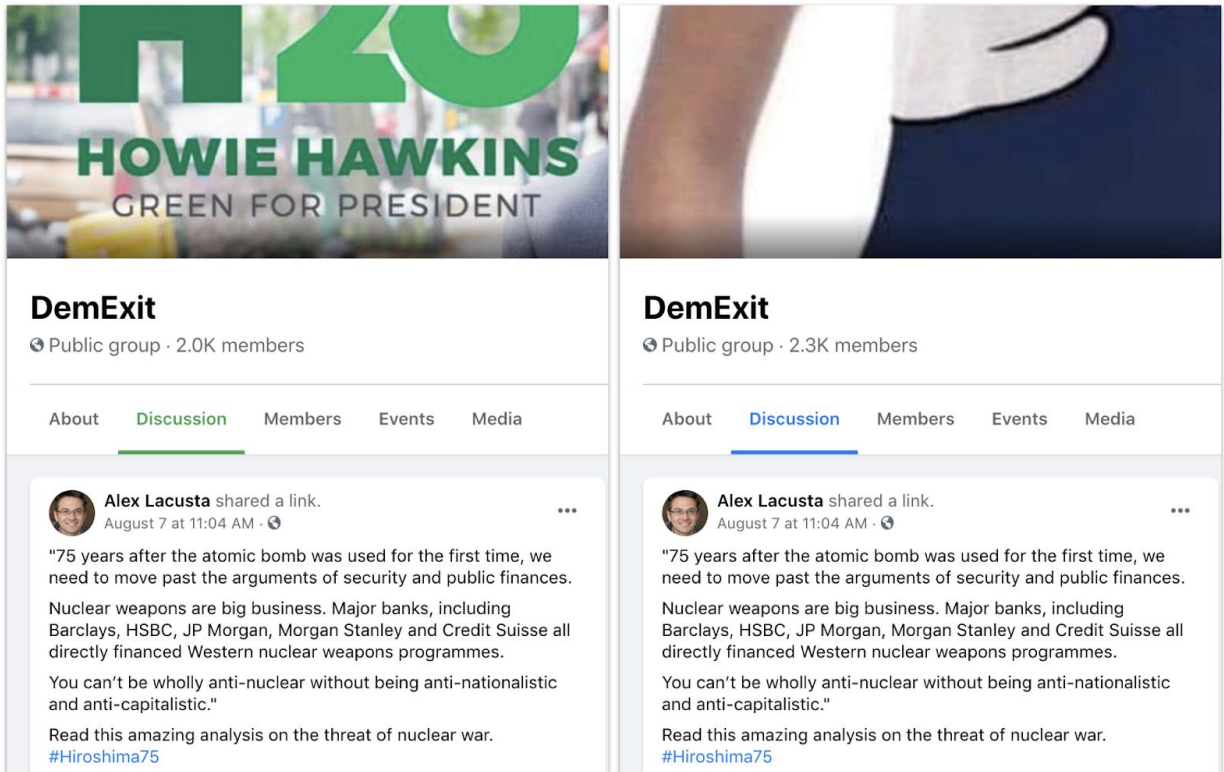 H20
HOWIE HAWKINS
GREEN FOR PRESIDENT
DemExit
Public group · 2.0K members
About Discussion Members Events Media
Alex Lacusta shared a link.
August 7 at 11:04 AM ·
"75 years after the atomic bomb was used for the first time, we
need to move past the arguments of security and public finances.
Nuclear weapons are big business. Major banks, including
Barclays, HSBC, JP Morgan, Morgan Stanley and Credit Suisse all
directly financed Western nuclear weapons programmes.
You can’t be wholly anti-nuclear without being anti-nationalistic
and anti-capitalistic."
Read this amazing analysis on the threat of nuclear war.
#Hiroshima75
DemExit
Public group · 2.3K members
About Discussion Members Events Media
Alex Lacusta shared a link.
August 7 at 11:04 AM ·
"75 years after the atomic bomb was used for the first time, we
need to move past the arguments of security and public finances.
Nuclear weapons are big business. Major banks, including
Barclays, HSBC, JP Morgan, Morgan Stanley and Credit Suisse all
directly financed Western nuclear weapons programmes.
You can’t be wholly anti-nuclear without being anti-nationalistic
and anti-capitalistic."
Read this amazing analysis on the threat of nuclear war.
#Hiroshima75